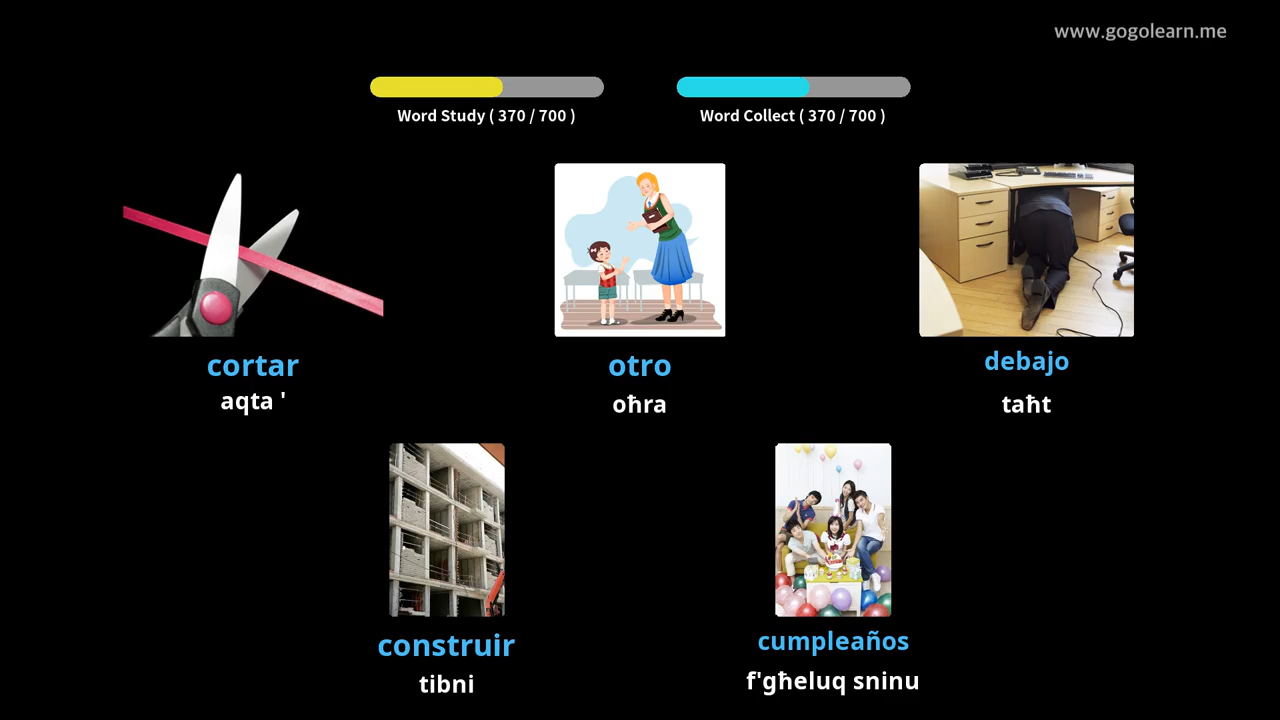 www.gogolearn.me
Word Study ( 370 / 700 )
Word Collect ( 370 / 700 )
cortar
aqta '
otro
oħra
debajo
taħt
construir
tibni
cumpleaños
f'għeluq sninu